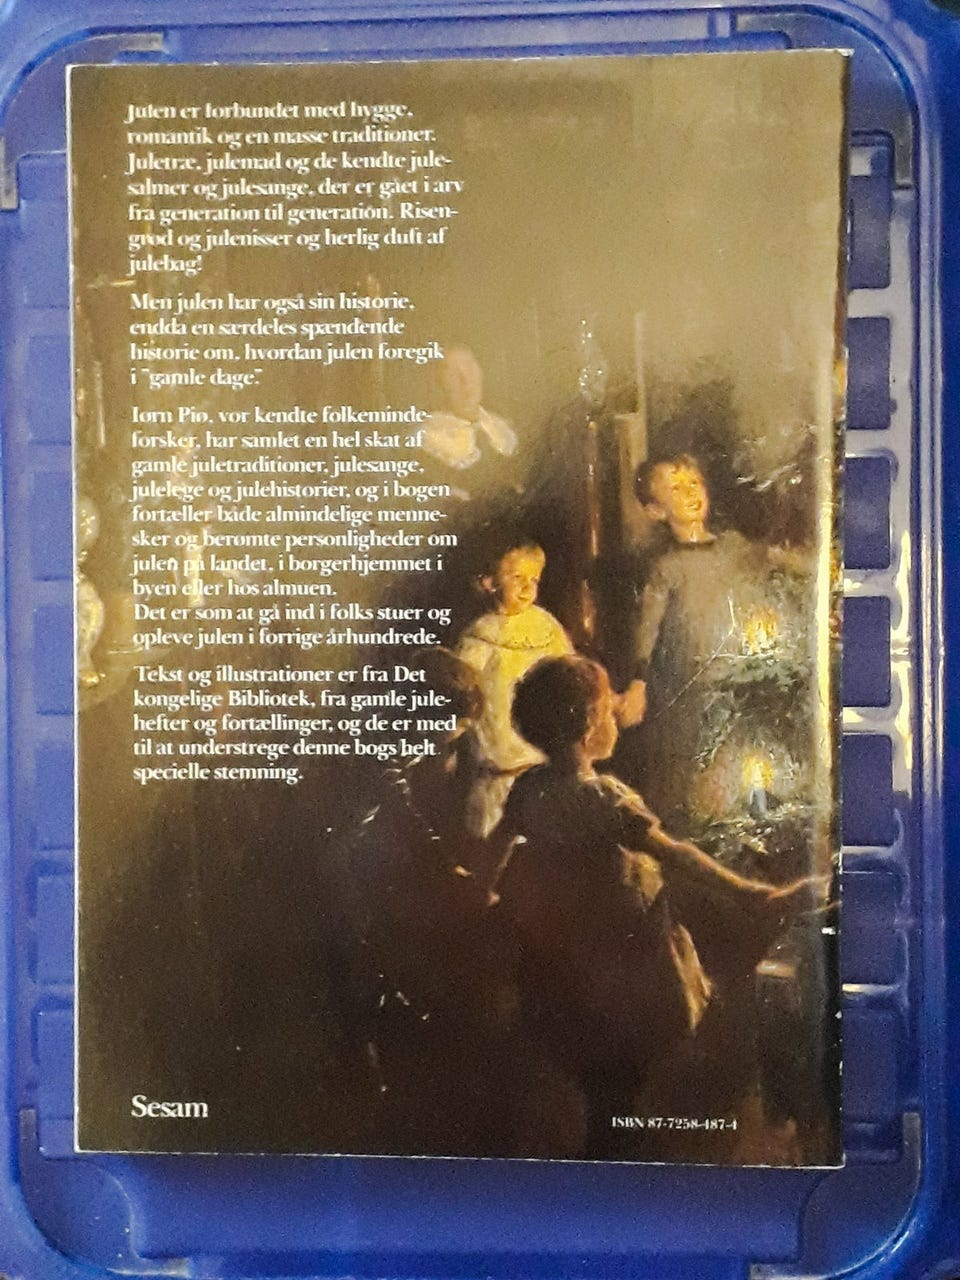 Julen er forbundet med hygge,
romantik og en masse traditioner.
Juletræ, julemad og de kendte jule-
salmer og julesange, der er gået i arv
fra generation til generation. Risen-
grød og julenisser og herlig duft af
julebag!
Men julen har også sin historie,
endda en særdeles spændende
historie om, hvordan julen foregik
i "gamle dage."
Iørn Piø, vor kendte folkeminde-
forsker, har samlet en hel skat af
gamle juletraditioner, julesange,
julelege og julehistorier, og i bogen
fortæller både almindelige menne-
sker og berømte personligheder om
julen på landet, i borgerhjemmet i
byen eller hos almuen.
Det er som at gå ind i folks stuer og
opleve julen i forrige århundrede.
Tekst og illustrationer er fra Det
kongelige Bibliotek, fra gamle jule-
hefter og fortællinger, og de er med
til at understrege denne bogs helt
specielle stemning.
Sesam
ISBN 87-7258-487-4